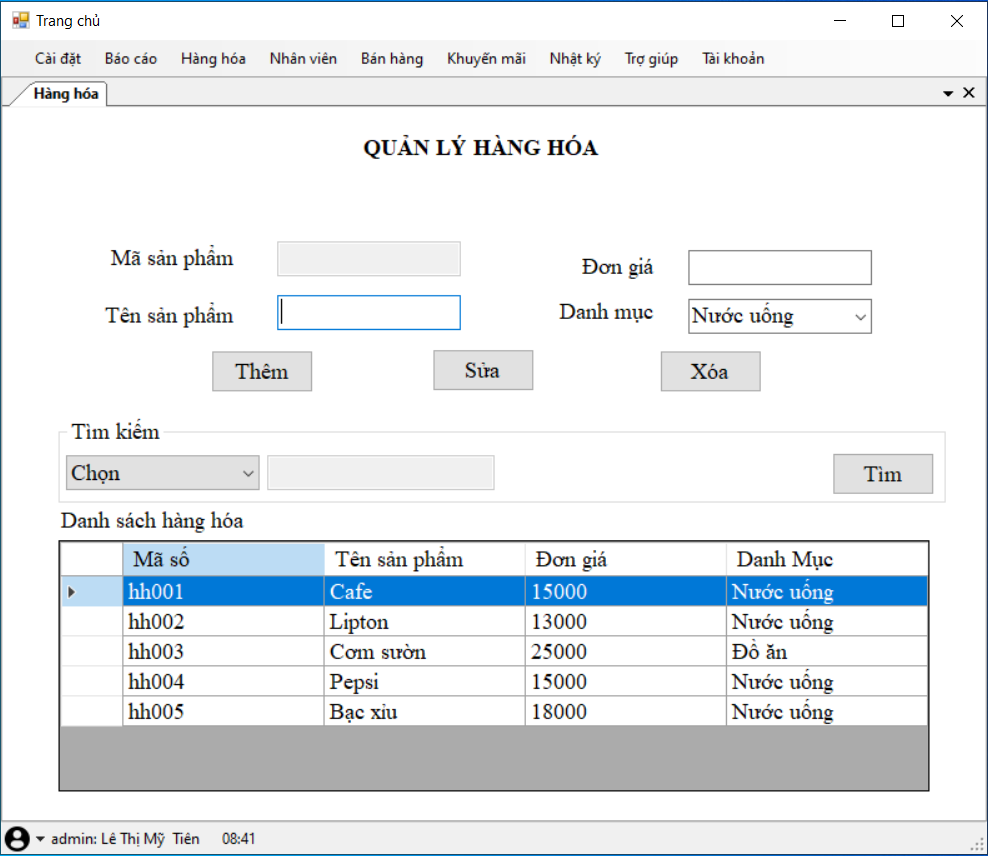 Trang chủ
Cài đặt Báo cáo Hàng hóa Nhân viên Bán hàng Khuyến mãi Nhật ký Trợ giúp Tài khoản
Hàng hóa
QUẢN LÝ HÀNG HÓA
Mã sản phẩm
Đơn giá
Tên sản phẩm
Danh mục Nước uống
Thêm Sửa Xóa
Tìm kiếm
Chọn Tìm
Danh sách hàng hóa
Mã số Tên sản phẩm Đơn giá Danh Mục
hh001 Cafe 15000 Nước uống
hh002 Lipton 13000 Nước uống
hh003 Cơm sườn 25000 Đồ ăn
hh004 Pepsi 15000 Nước uống
hh005 Bạc xỉu 18000 Nước uống
admin: Lê Thị Mỹ Tiên 08:41